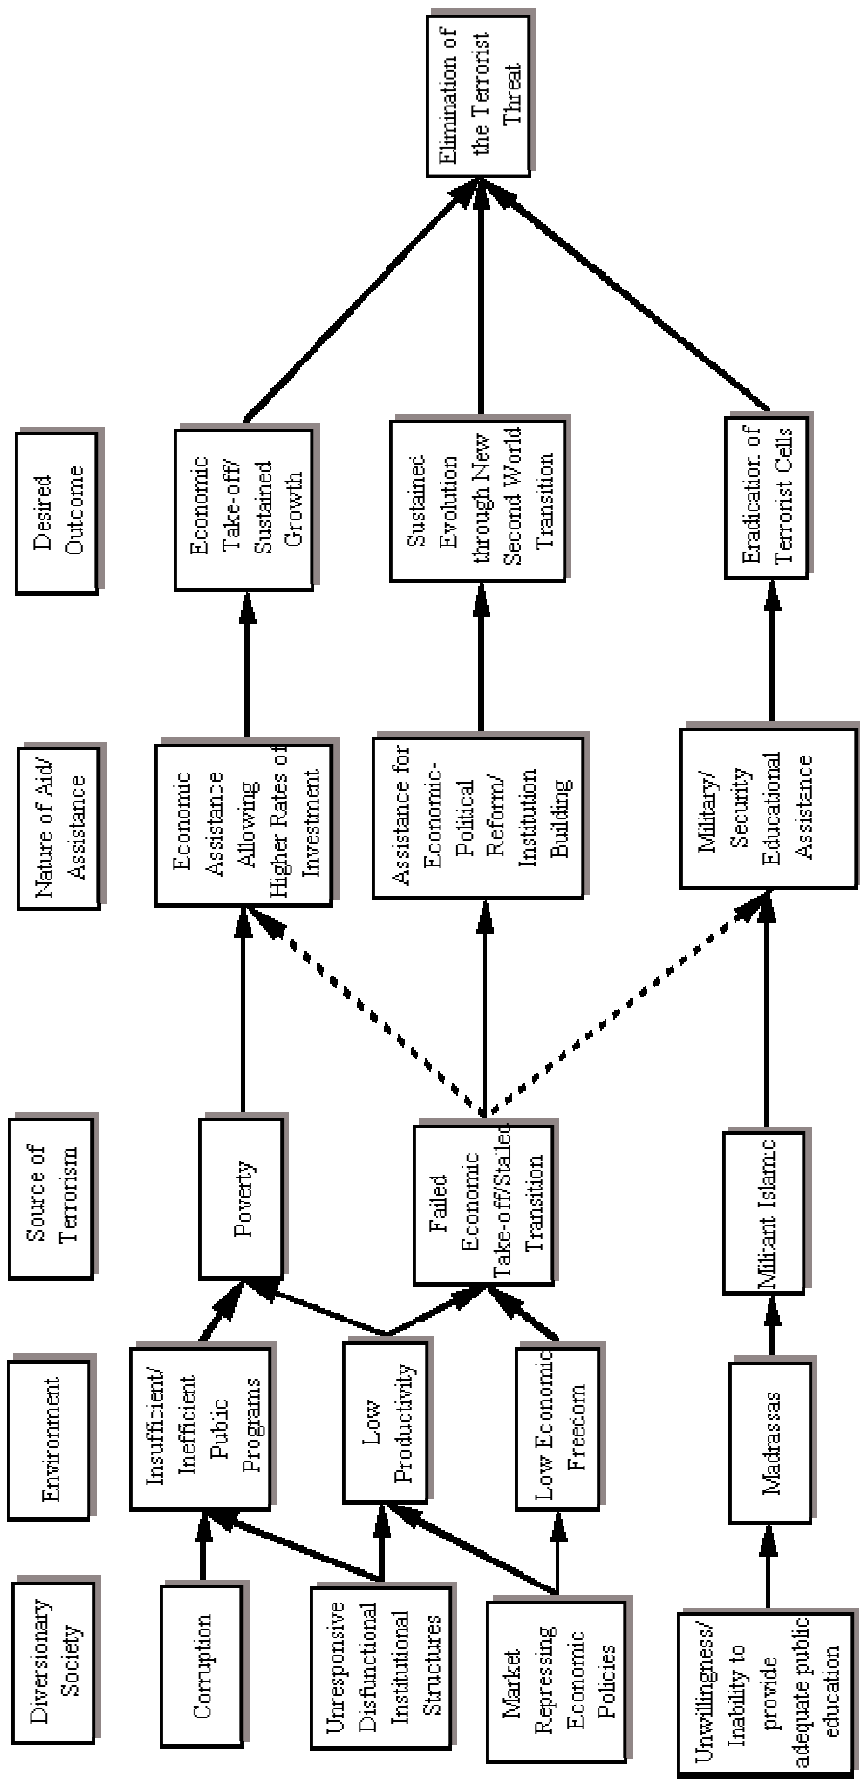 Diversionary
Society
Environment
Source of
Terrorism
Nature of Aid/
Assistance
Desired
Outcome
Corruption
Insufficient/
Inefficient
Pubic
Programs
Poverty
Economic
Assistance
Allowing
Higher Rates of
Investment
Economic
Take-off/
Sustained
Growth
Unresponsive
Disfunctional
Institutional
Structures
Low
Productivity
Failed
Economic
Take-off/Stalled
Transition
Assistance for
Economic-
Political
Reform/
Institution
Building
Sustained
Evolution
through New
Second World
Transition
Elimination of
the Terrorist
Threat
Market
Repressing
Economic
Policies
Low Economic
Freedom
Unwillingness/
Inability to
provide
adequate public
education
Madrassas
Militant Islamic
Military/
Security
Educational
Assistance
Eradication of
Terrorist Cells